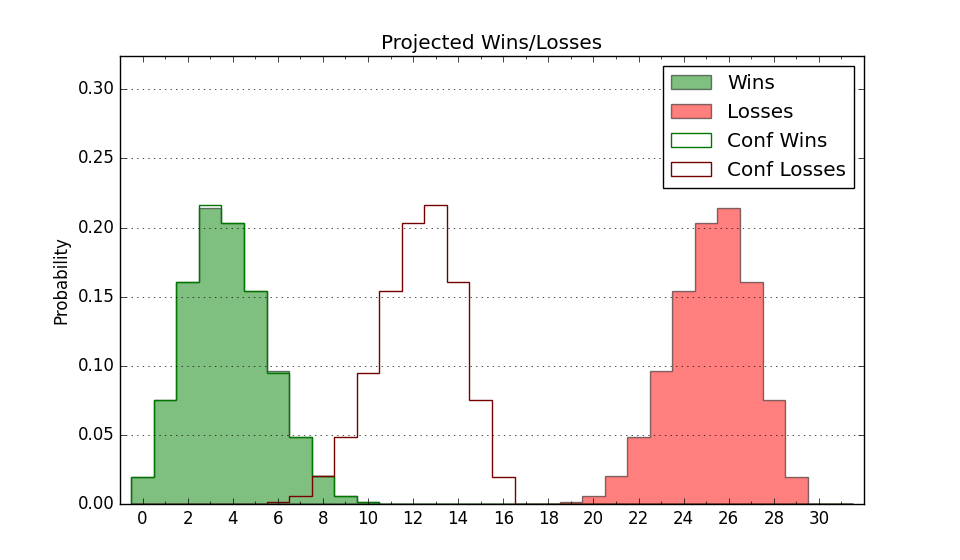 Projected Wins/Losses
Wins
Losses
Conf Wins
Conf Losses
Probability
0.30
0.25
0.20
0.15
0.10
0.05
0.00
0 2 4 6 8 10 12 14 16 18 20 22 24 26 28 30